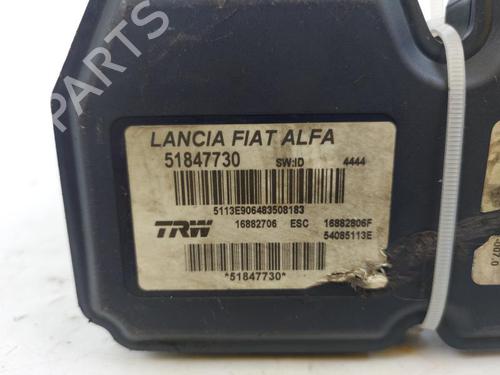 PARTS
LANCIA FIAT ALFA
51847730 SW:ID 4444
5113E906483508183
TRW 16882706 ESC 16882806F
54085113E
*51847730*